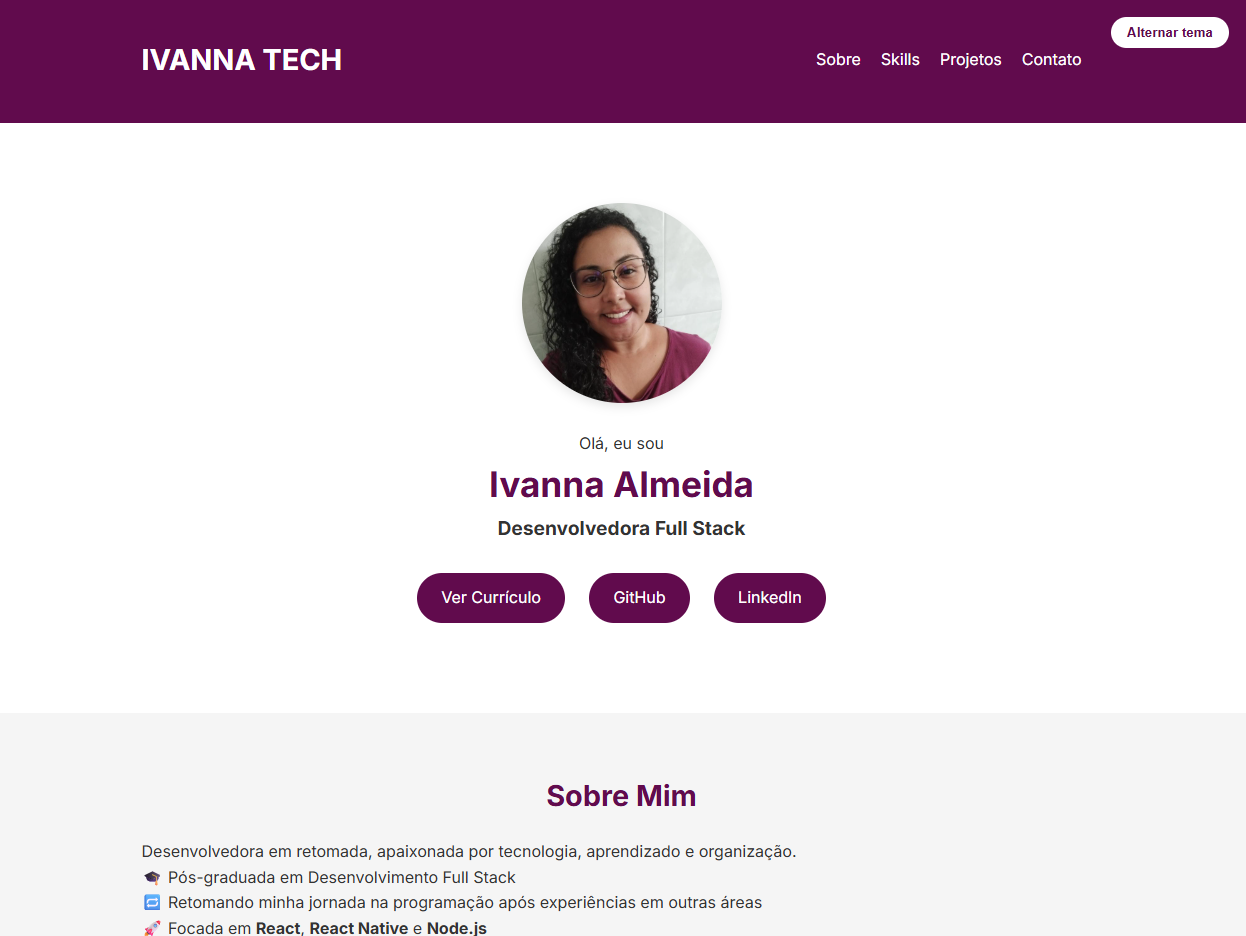 IVANNA TECH
Sobre Skills Projetos Contato
Alternar tema
Olá, eu sou
Ivanna Almeida
Desenvolvedora Full Stack
Ver Currículo GitHub LinkedIn
Sobre Mim
Desenvolvedora em retomada, apaixonada por tecnologia, aprendizado e organização.
🎓 Pós-graduada em Desenvolvimento Full Stack
🔁 Retomando minha jornada na programação após experiências em outras áreas
🚀 Focada em React, React Native e Node.js